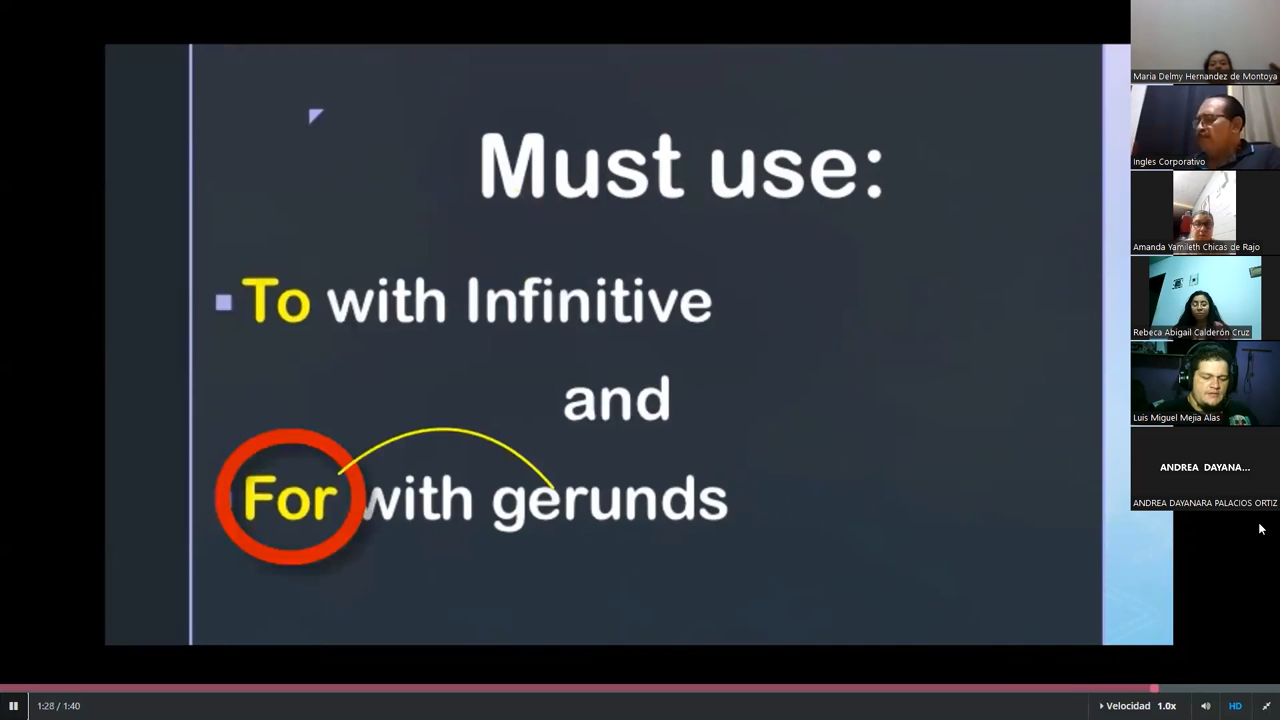 Must use:
To with Infinitive
and
For with gerunds
Maria Delmy Hernandez de Montoya
Ingles Corporativo
Amanda Yamileth Chicas de Rajo
Rebeca Abigail Calderón Cruz
Luis Miguel Mejia Alas
ANDREA DAYANA...
ANDREA DAYANARA PALACIOS ORTIZ
1:28 / 1:40
Velocidad 1.0x
HD